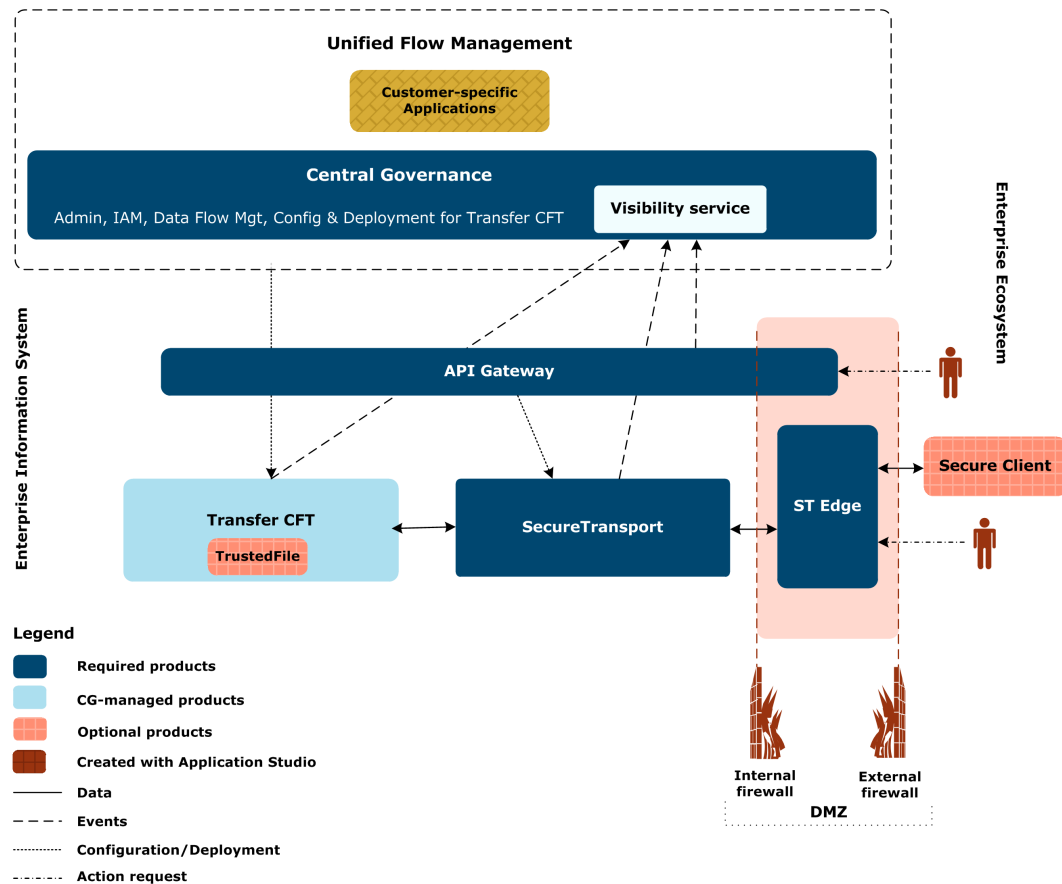 Unified Flow Management
Customer-specific
Applications
Central Governance
Admin, IAM, Data Flow Mgt, Config & Deployment for Transfer CFT
Visibility service
Enterprise Ecosystem
Enterprise Information System
API Gateway
Secure Client
ST Edge
Transfer CFT
TrustedFile
SecureTransport
Legend
Required products
CG-managed products
Optional products
Created with Application Studio
Data
Events
Configuration/Deployment
Action request
Internal
firewall
External
firewall
DMZ